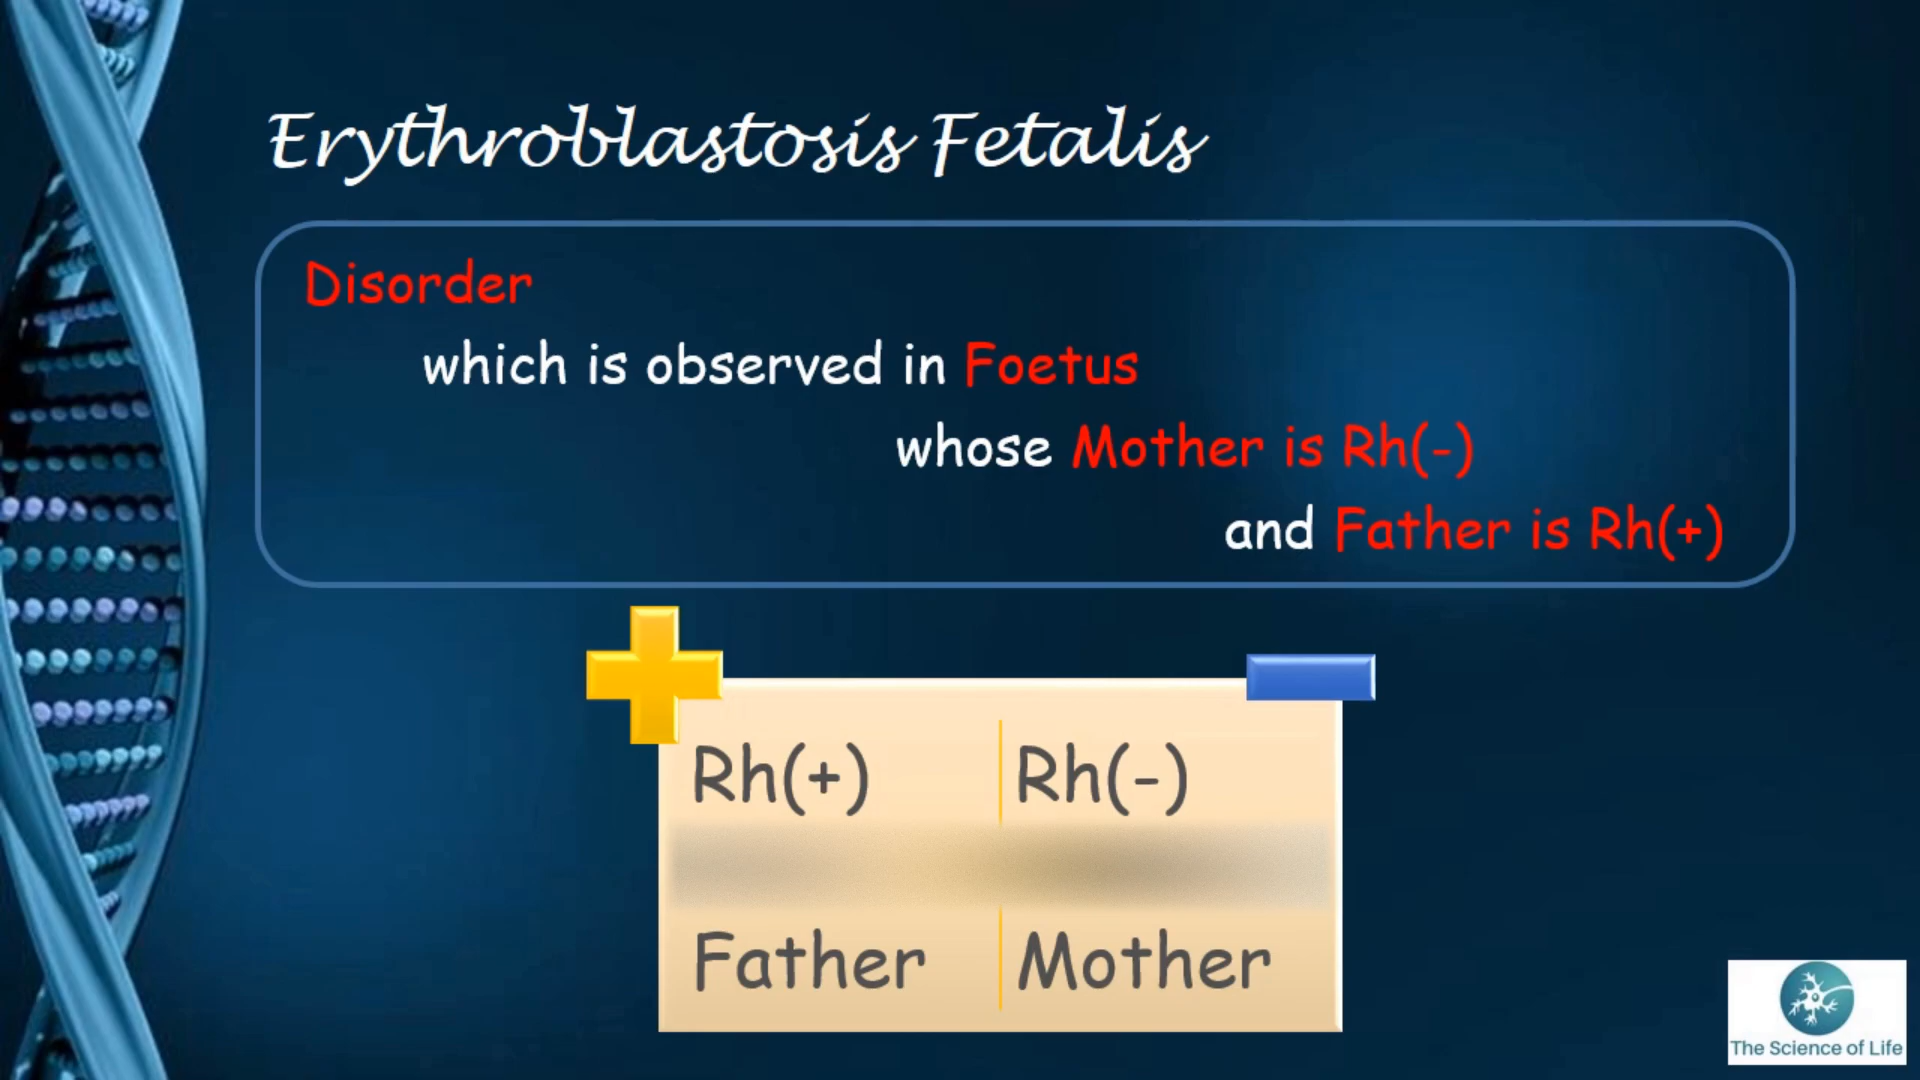 Erythroblastosis Fetalis
Disorder
which is observed in Foetus
whose Mother is Rh(-)
and Father is Rh(+)
Rh(+) Rh(-)
Father Mother
The Science of Life